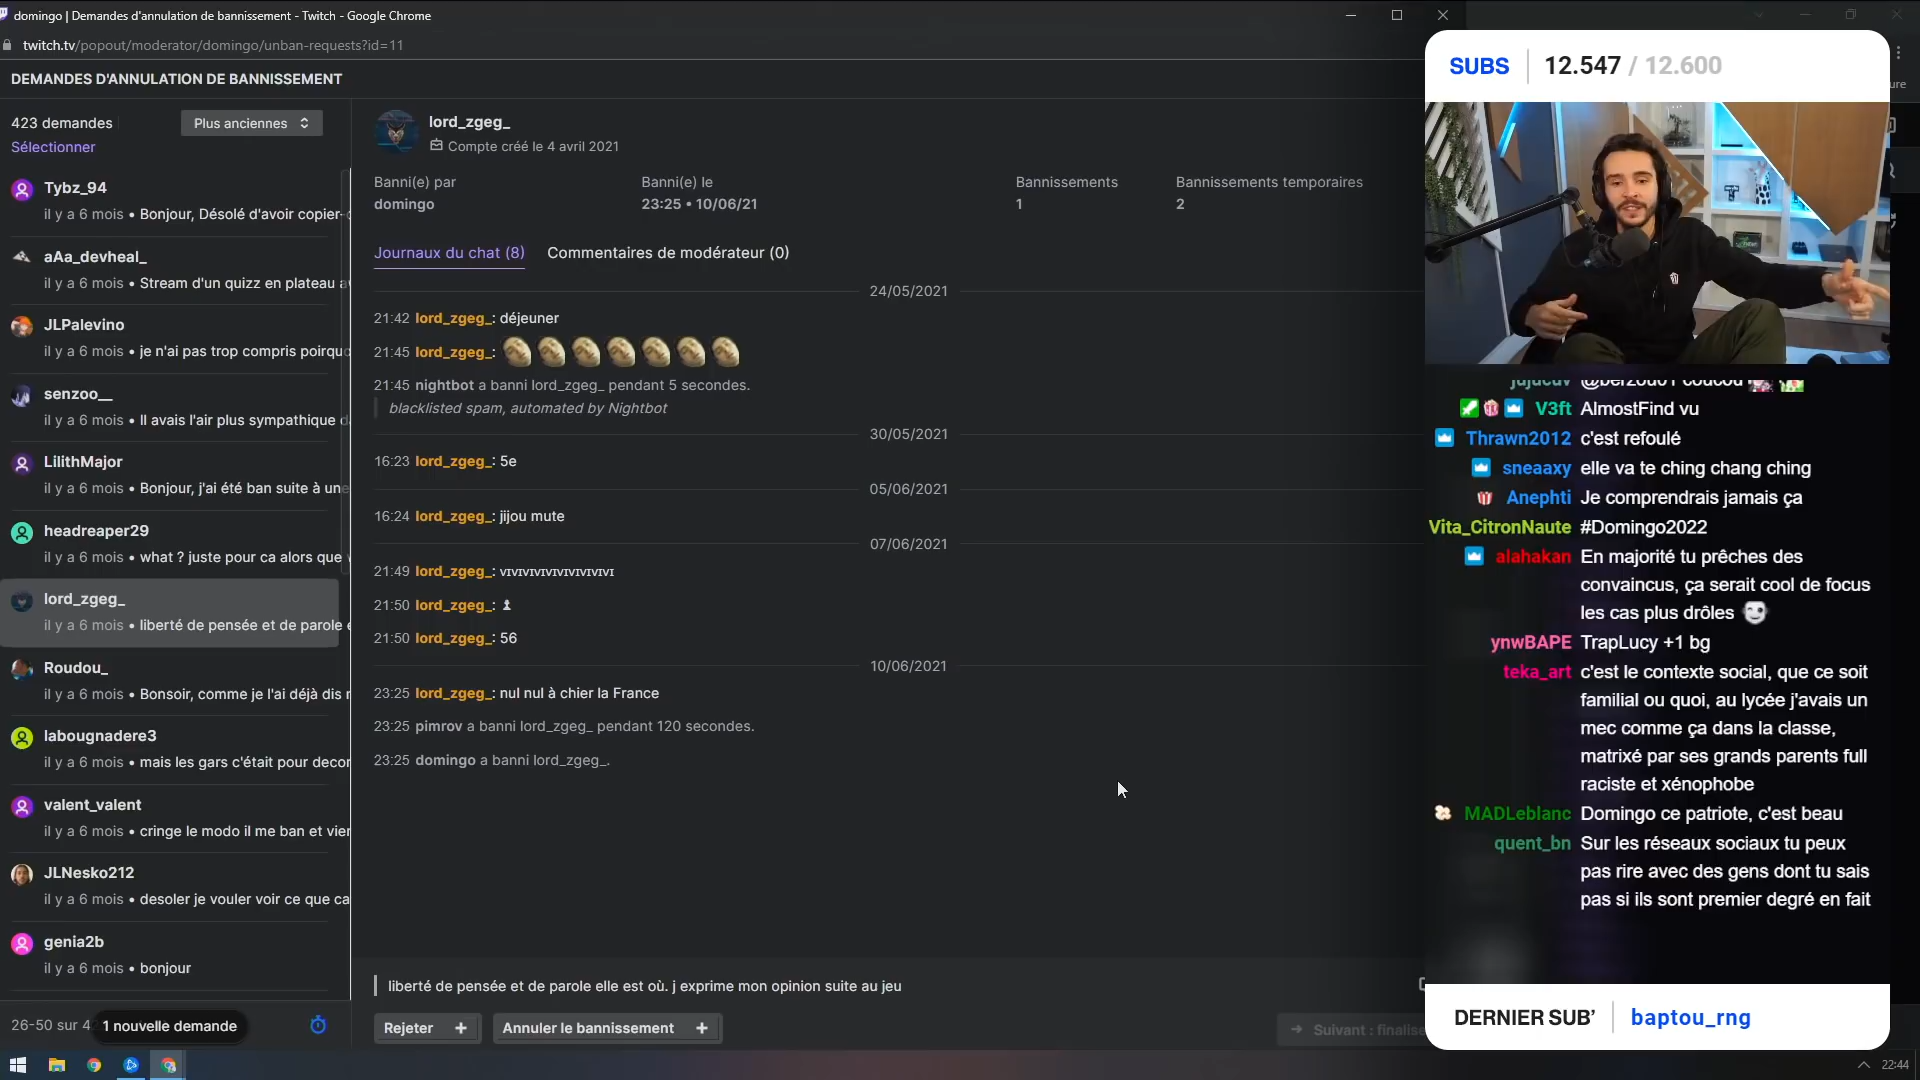 domingo | Demandes d'annulation de bannissement - Twitch - Google Chrome
twitch.tv/popout/moderator/domingo/unban-requests?id=11
DEMANDES D'ANNULATION DE BANNISSEMENT
423 demandes
Plus anciennes
Sélectionner
Tybz_94
il y a 6 mois • Bonjour, Désolé d'avoir copier-
aAa_devheal_
il y a 6 mois • Stream d'un quizz en plateau
JLPalevino
il y a 6 mois • je n'ai pas trop compris
senzoo__
il y a 6 mois • Il avais l'air plus sympathique
LilithMajor
il y a 6 mois • Bonjour, j'ai été ban suite à une
headreaper29
il y a 6 mois • what ? juste pour ca alors que
lord_zgeg_
il y a 6 mois • liberté de pensée et de parole
Roudou_
il y a 6 mois • Bonsoir, comme je l'ai déjà dis
labougnadere3
il y a 6 mois • mais les gars c'était pour
valent_valent
il y a 6 mois • cringe le modo il me ban et
JLNesko212
il y a 6 mois • desoler je vouler voir ce que
genia2b
il y a 6 mois • bonjour
26-50 sur 4
1 nouvelle demande
lord_zgeg_
Compte créé le 4 avril 2021
Banni(e) par
domingo
Banni(e) le
23:25 • 10/06/21
Bannissements
1
Bannissements temporaires
2
Journaux du chat (8)
Commentaires de modérateur (0)
24/05/2021
21:42 lord_zgeg_: déjeuner
21:45 lord_zgeg_:
21:45 nightbot a banni lord_zgeg_ pendant 5 secondes.
blacklisted spam, automated by Nightbot
30/05/2021
16:23 lord_zgeg_: 5e
05/06/2021
16:24 lord_zgeg_: jijou mute
07/06/2021
21:49 lord_zgeg_: vıvıvıvıvıvıvıvıvıvı
21:50 lord_zgeg_:
21:50 lord_zgeg_: 56
10/06/2021
23:25 lord_zgeg_: nul nul à chier la France
23:25 pimrov a banni lord_zgeg_ pendant 120 secondes.
23:25 domingo a banni lord_zgeg_.
liberté de pensée et de parole elle est où. j exprime mon opinion suite au jeu
Rejeter +
Annuler le bannissement +
→ Suivant : finalise
SUBS 12.547 / 12.600
jujucuv @berzou61 coucou
V3ft AlmostFind vu
Thrawn2012 c'est refoulé
sneaaxy elle va te ching chang ching
Anephti Je comprendrais jamais ça
Vita_CitronNaute #Domingo2022
alahakan En majorité tu prêches des
convaincus, ça serait cool de focus
les cas plus drôles
ynwBAPE TrapLucy +1 bg
teka_art c'est le contexte social, que ce soit
familial ou quoi, au lycée j'avais un
mec comme ça dans la classe,
matrixé par ses grands parents full
raciste et xénophobe
MADLeblanc Domingo ce patriote, c'est beau
quent_bn Sur les réseaux sociaux tu peux
pas rire avec des gens dont tu sais
pas si ils sont premier degré en fait
DERNIER SUB' baptou_rng
22:44